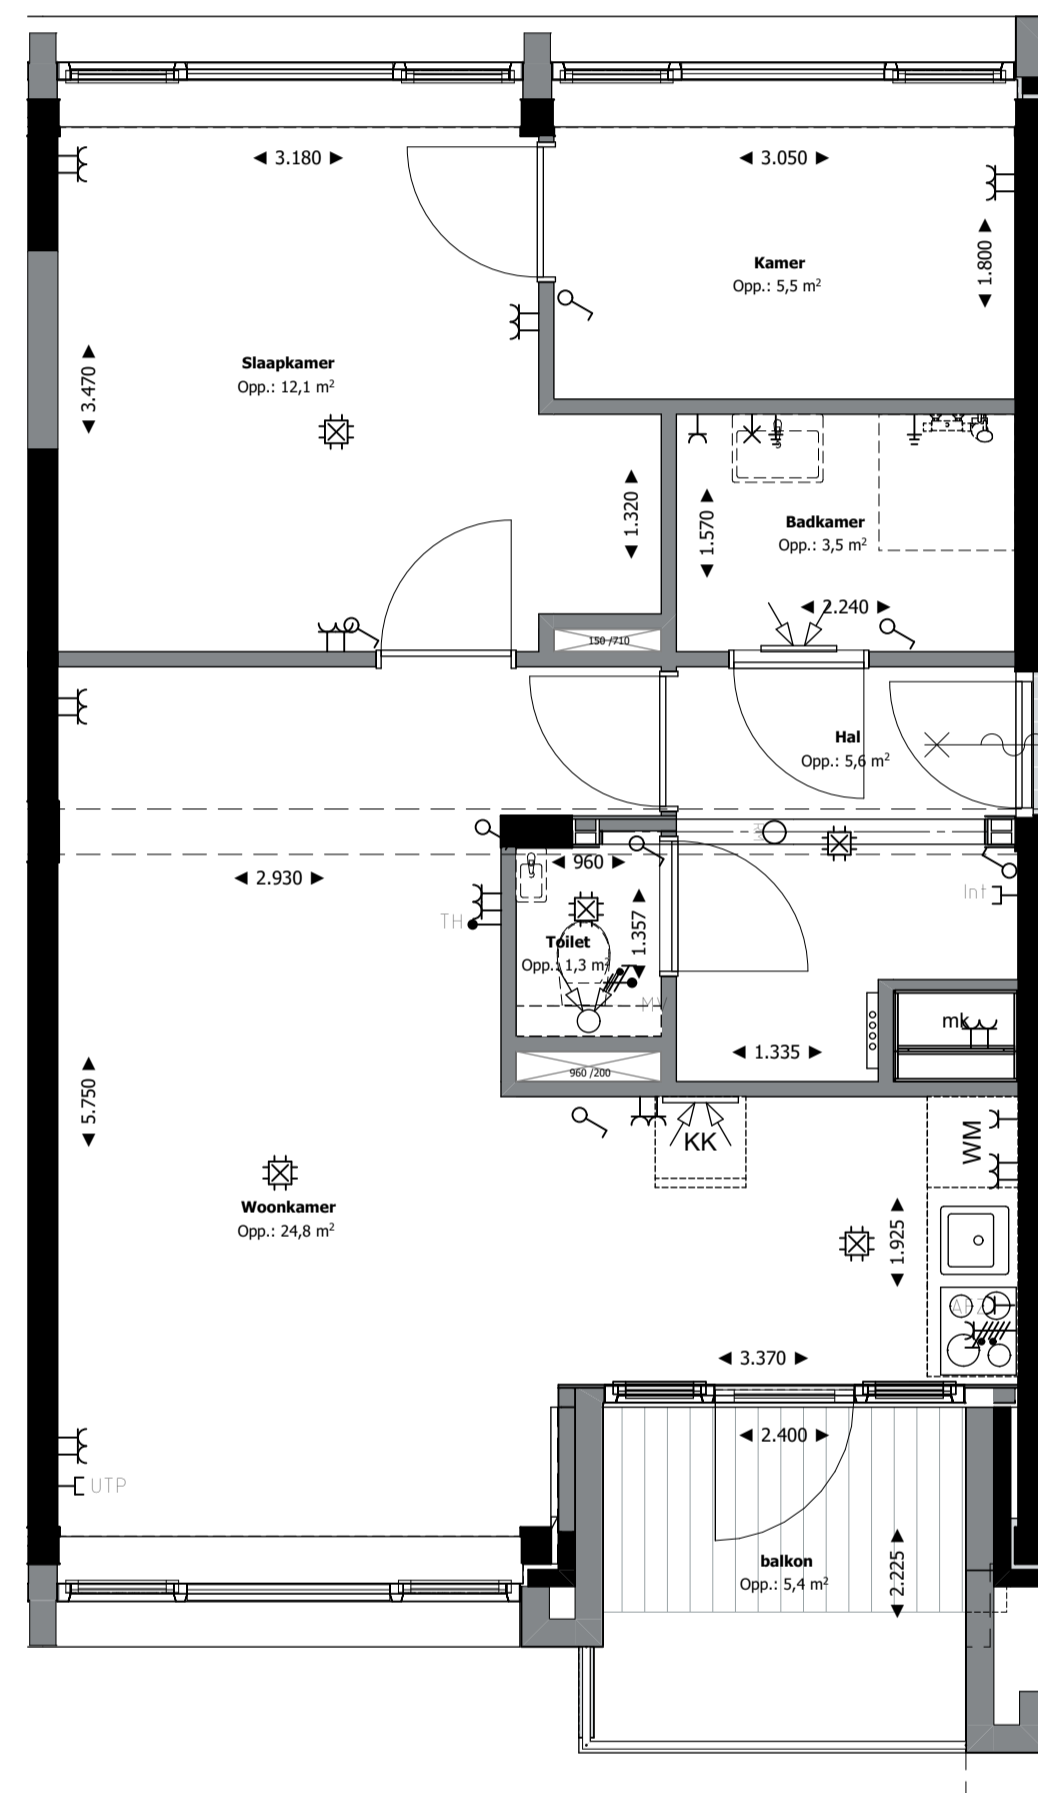 ◄ 3.180 ►
◄ 3.050 ►
Kamer
Opp.: 5,5 m²
◄ 1.800 ►
Slaapkamer
Opp.: 12,1 m²
◄ 3.470 ►
◄ 1.320 ►
◄ 1.570 ►
Badkamer
Opp.: 3,5 m²
◄ 2.240 ►
150 /710
Hal
Opp.: 5,6 m²
◄ 2.930 ►
◄ 960 ►
TH
Int
◄ 1.357 ►
Toilet
Opp.: 1,3 m²
MV
mk
◄ 1.335 ►
960 /200
◄ 5.750 ►
KK
WM
Woonkamer
Opp.: 24,8 m²
◄ 1.925 ►
◄ 3.370 ►
◄ 2.400 ►
UTP
balkon
Opp.: 5,4 m²
◄ 2.225 ►